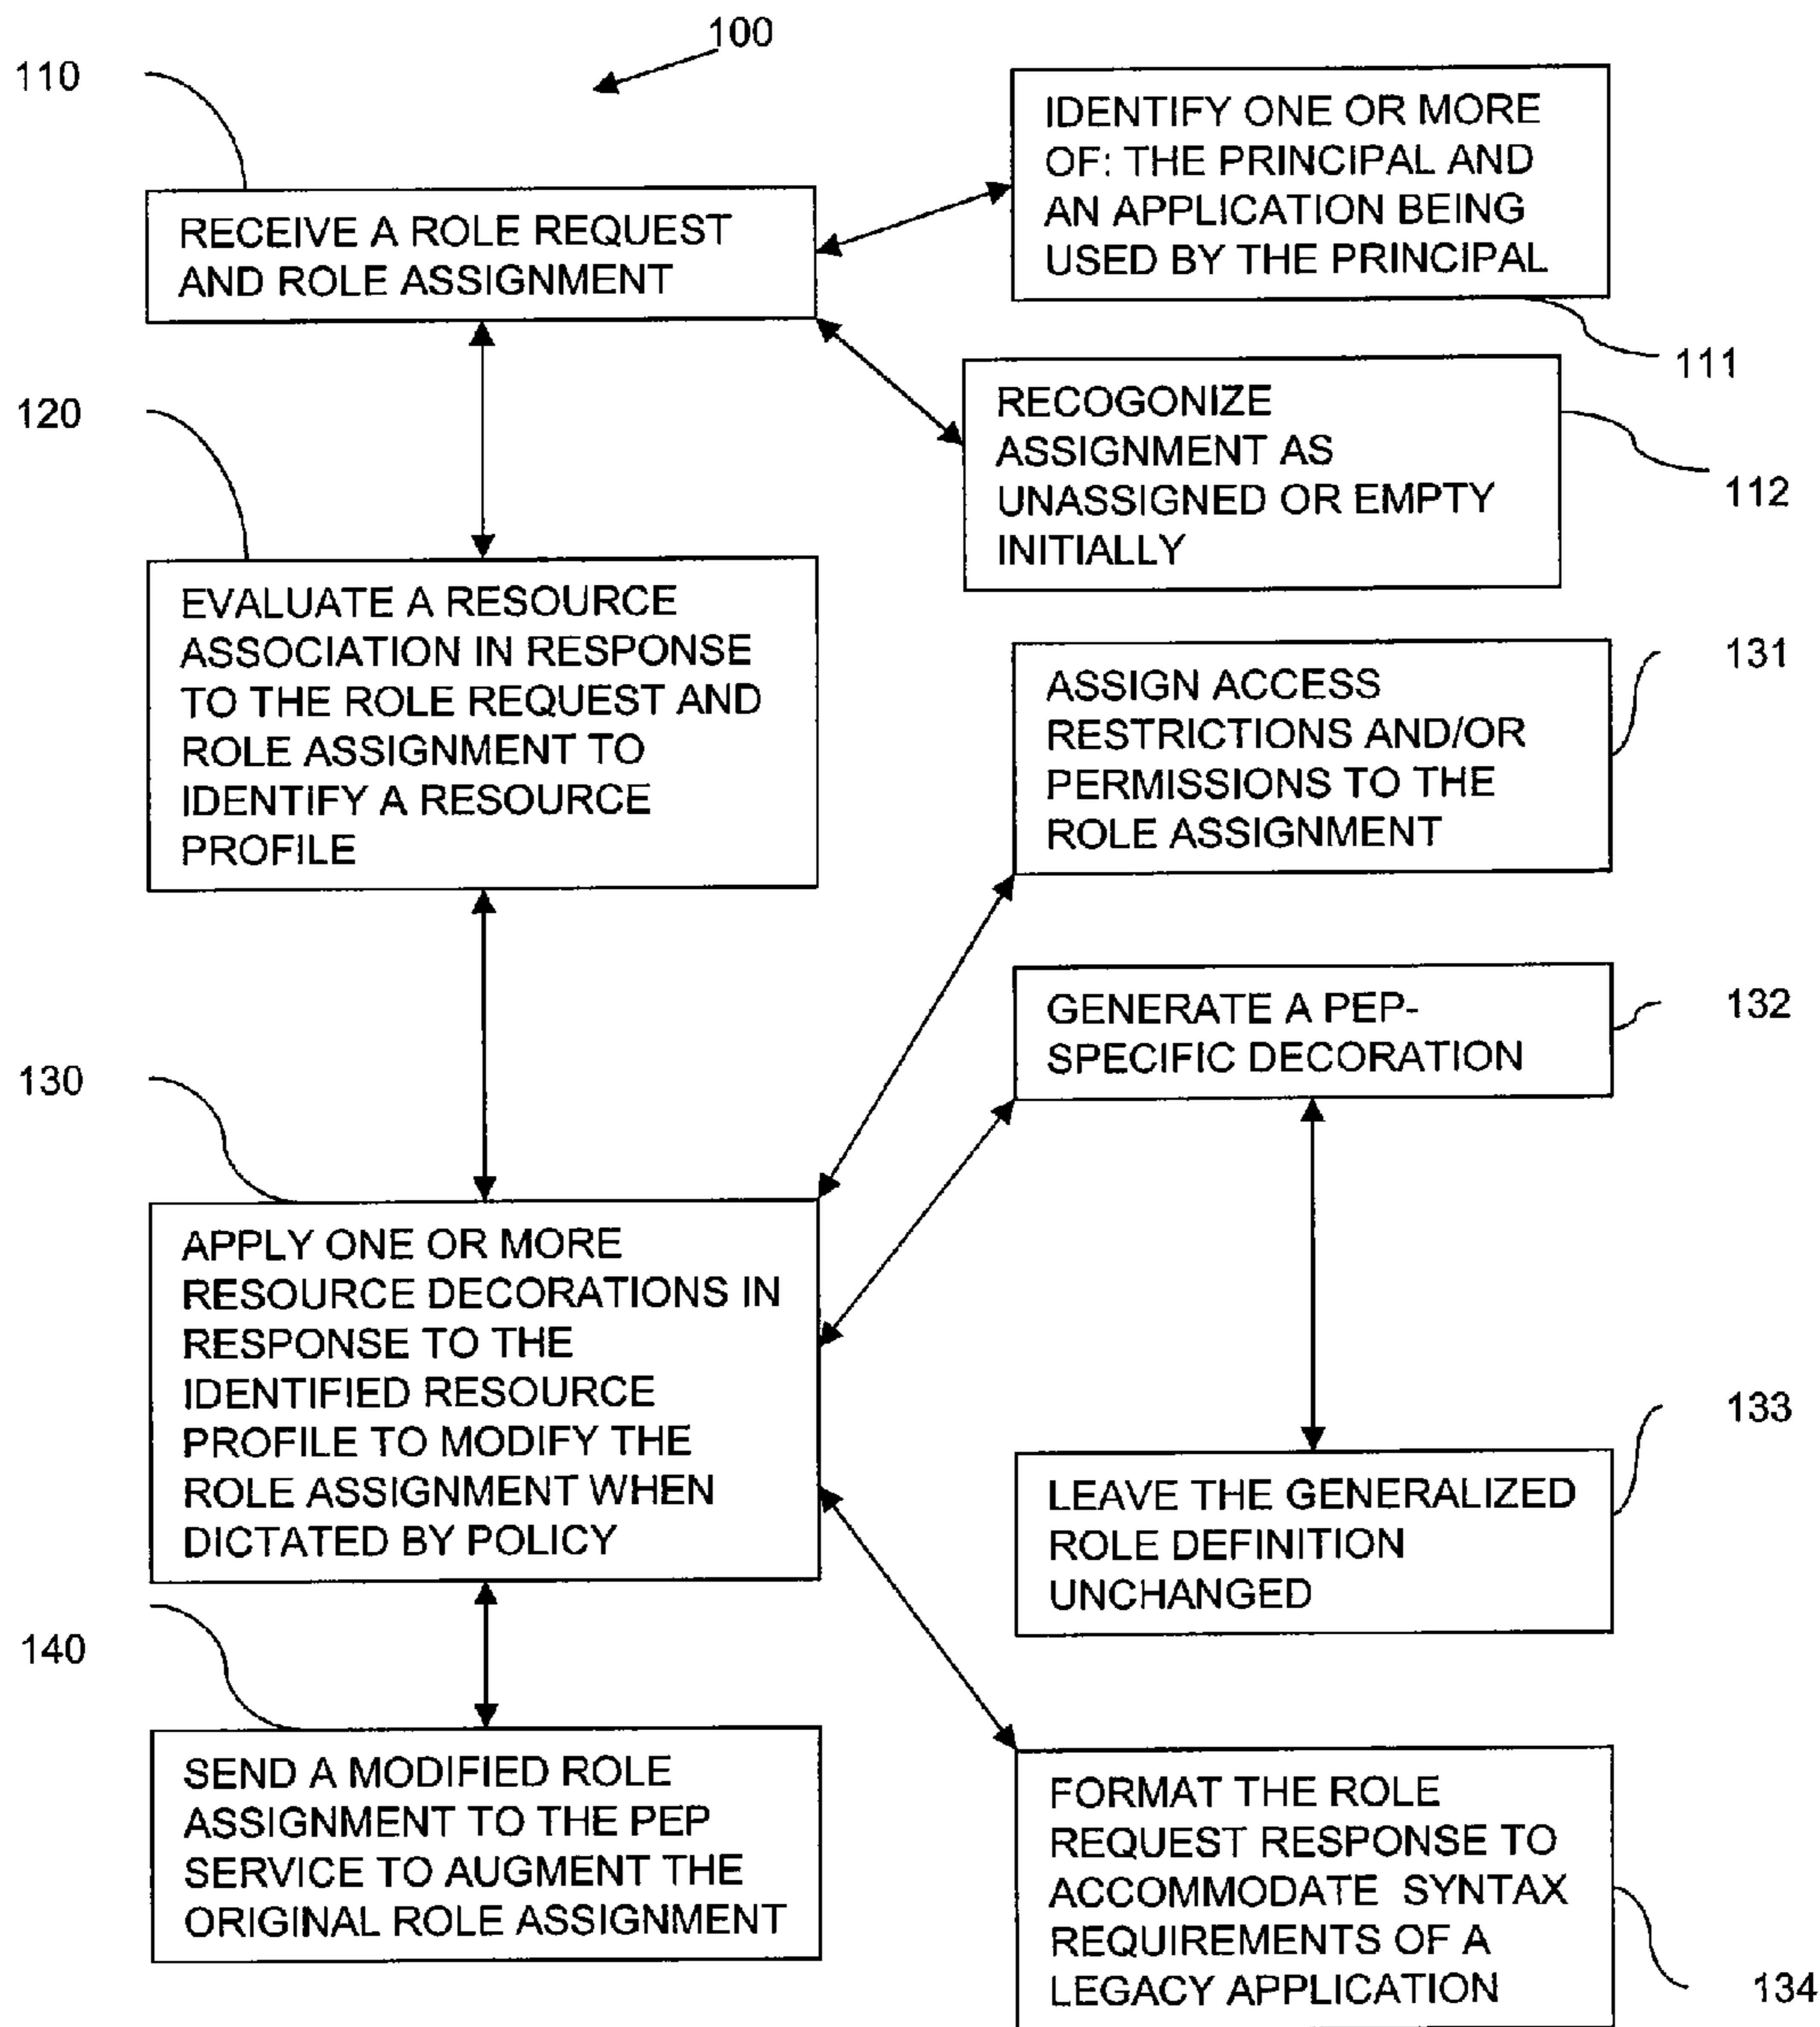 100
110
RECEIVE A ROLE REQUEST
AND ROLE ASSIGNMENT
IDENTIFY ONE OR MORE
OF: THE PRINCIPAL AND
AN APPLICATION BEING
USED BY THE PRINCIPAL
111
RECOGONIZE
ASSIGNMENT AS
UNASSIGNED OR EMPTY
INITIALLY
112
120
EVALUATE A RESOURCE
ASSOCIATION IN RESPONSE
TO THE ROLE REQUEST AND
ROLE ASSIGNMENT TO
IDENTIFY A RESOURCE
PROFILE
131
ASSIGN ACCESS
RESTRICTIONS AND/OR
PERMISSIONS TO THE
ROLE ASSIGNMENT
132
GENERATE A PEP-
SPECIFIC DECORATION
130
APPLY ONE OR MORE
RESOURCE DECORATIONS IN
RESPONSE TO THE
IDENTIFIED RESOURCE
PROFILE TO MODIFY THE
ROLE ASSIGNMENT WHEN
DICTATED BY POLICY
133
LEAVE THE GENERALIZED
ROLE DEFINITION
UNCHANGED
140
SEND A MODIFIED ROLE
ASSIGNMENT TO THE PEP
SERVICE TO AUGMENT THE
ORIGINAL ROLE ASSIGNMENT
FORMAT THE ROLE
REQUEST RESPONSE TO
ACCOMMODATE SYNTAX
REQUIREMENTS OF A
LEGACY APPLICATION
134